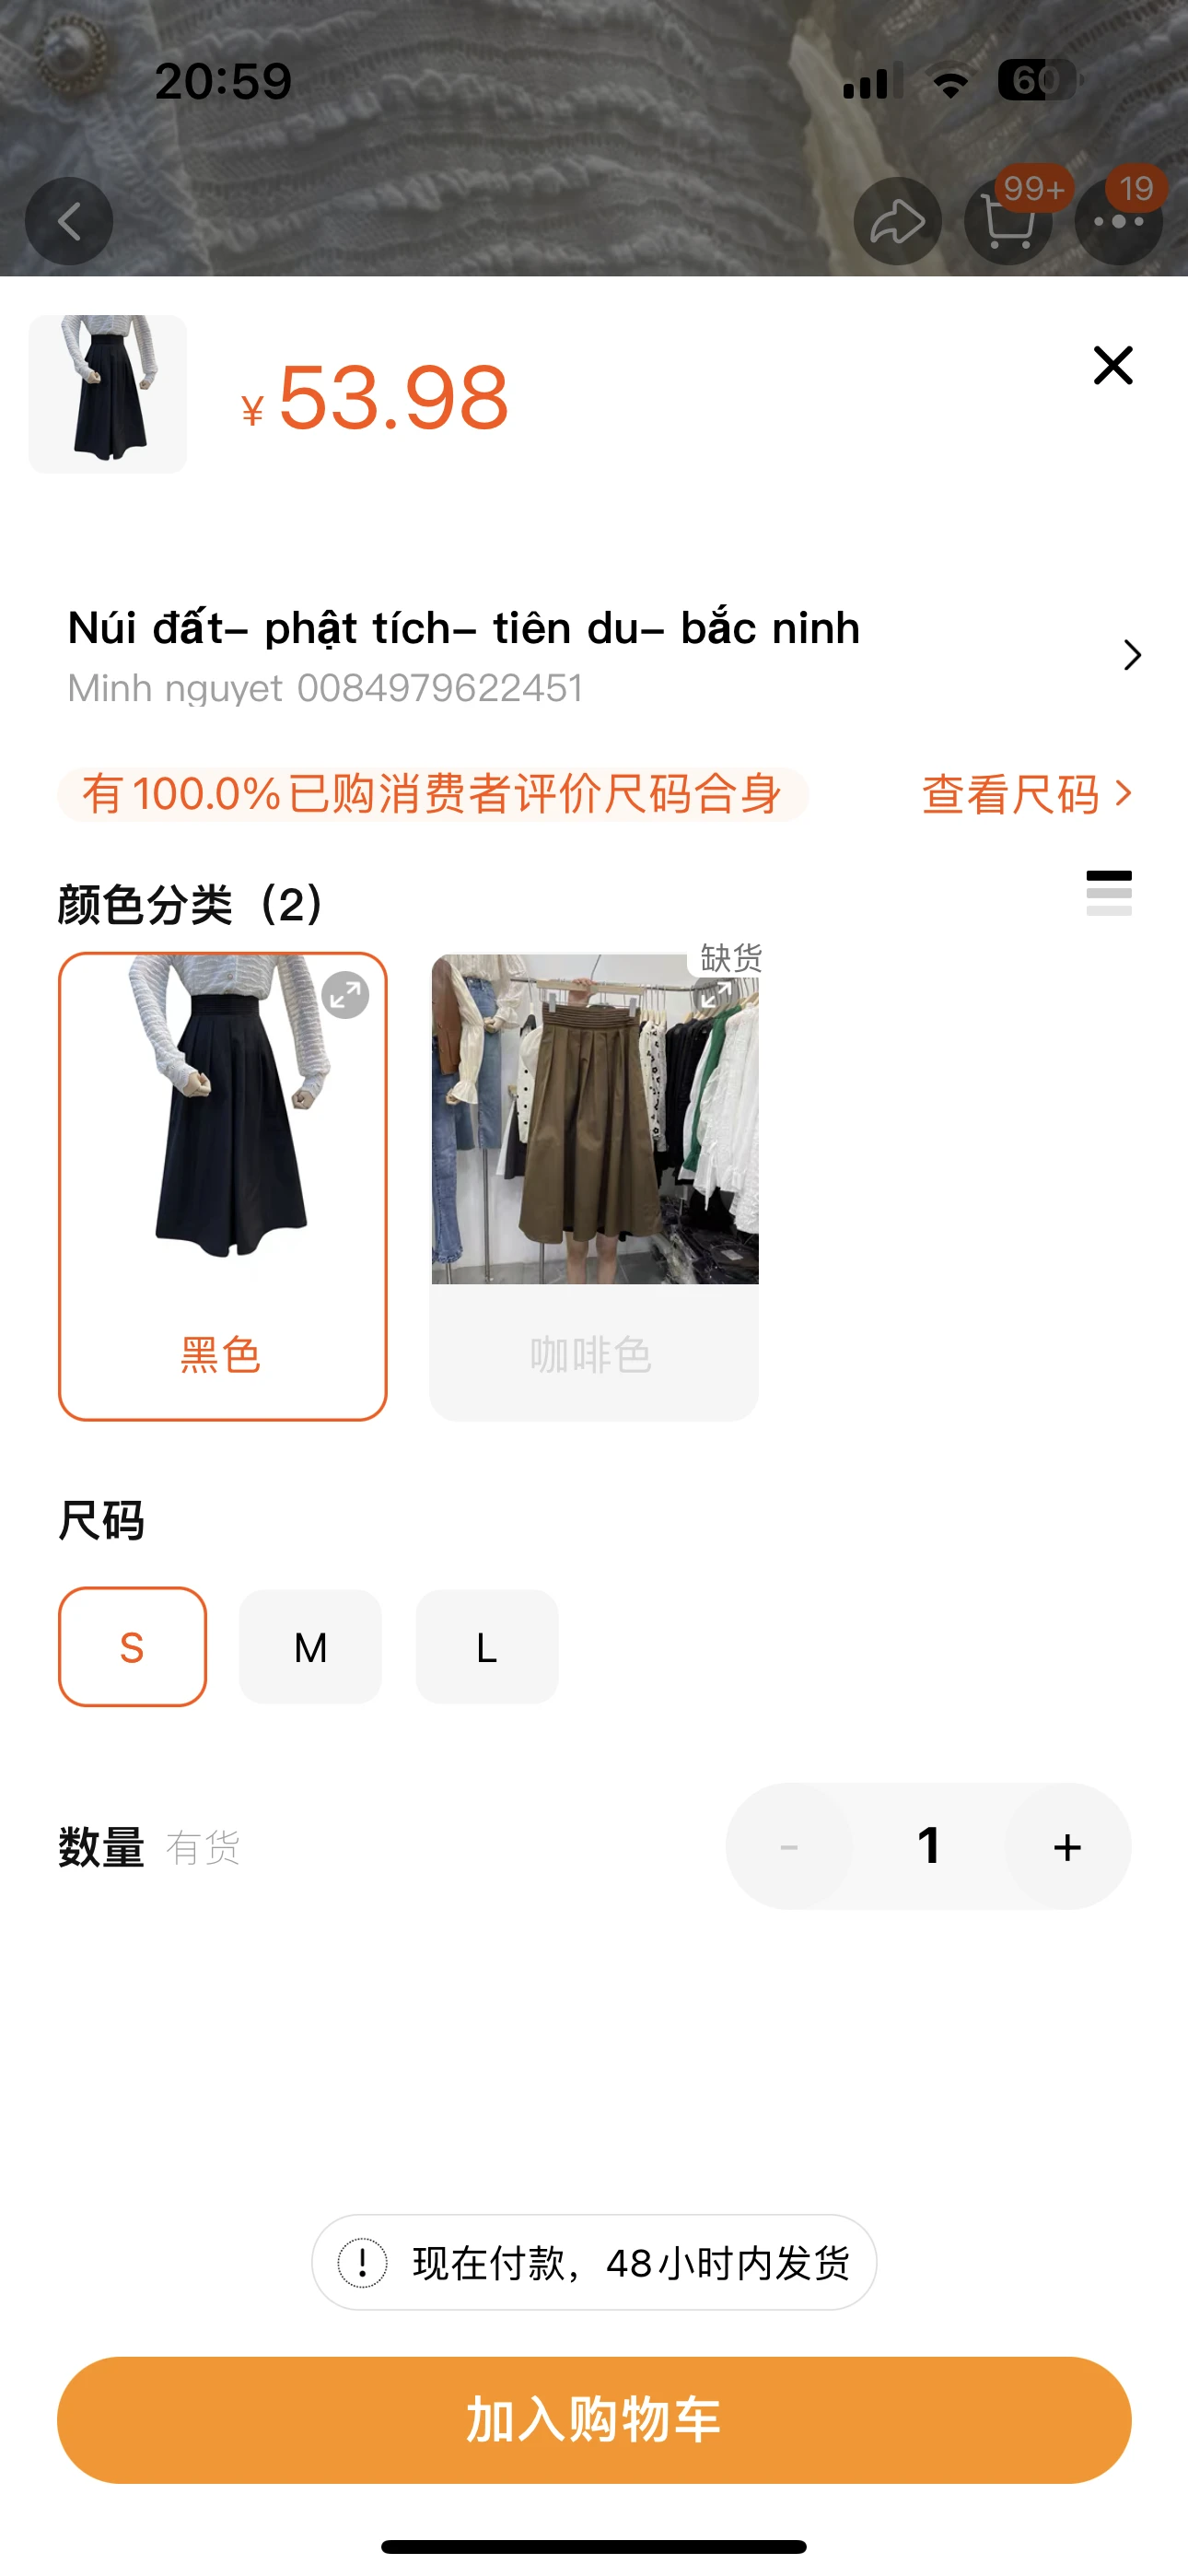 20:59
60
99+
19
¥53.98
Núi đất– phật tích– tiên du– bắc ninh
Minh nguyet 0084979622451
有100.0%已购消费者评价尺码合身
查看尺码
颜色分类（2）
缺货
黑色
咖啡色
尺码
S
M
L
数量 有货
-
1
+
现在付款，48小时内发货
加入购物车